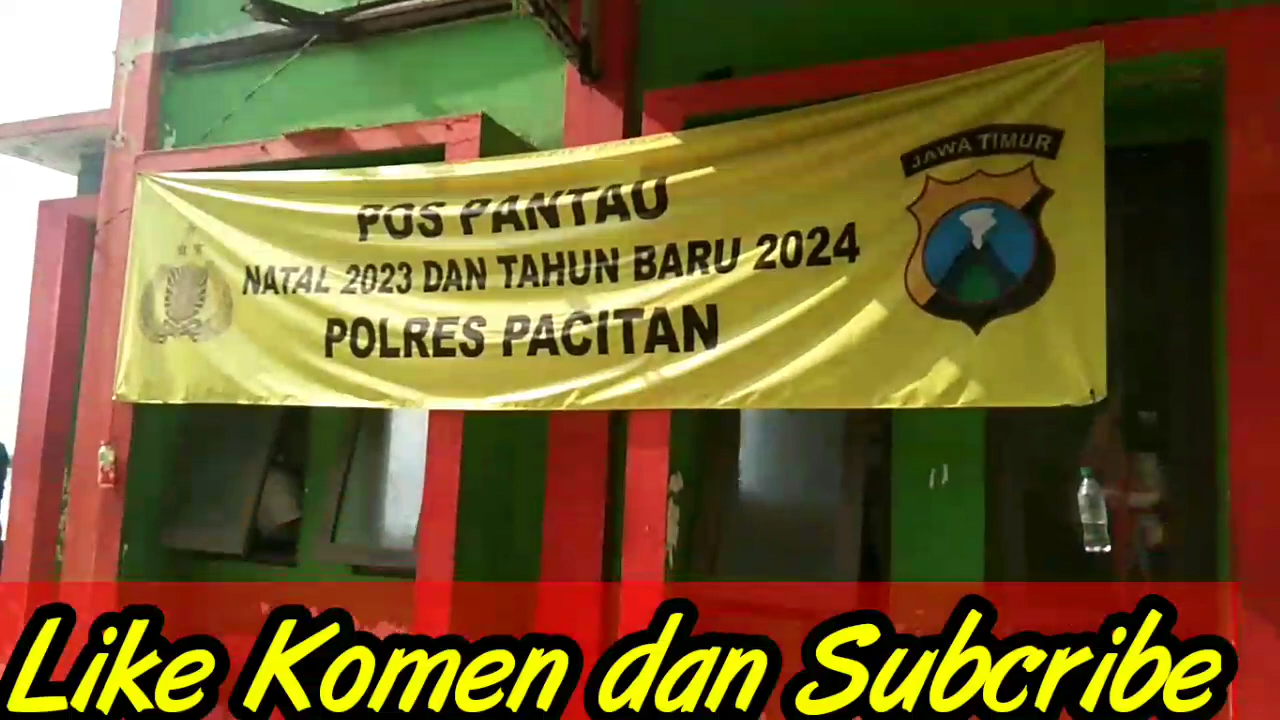 JAWA TIMUR
POS PANTAU
NATAL 2023 DAN TAHUN BARU 2024
POLRES PACITAN
Like Komen dan Subcribe